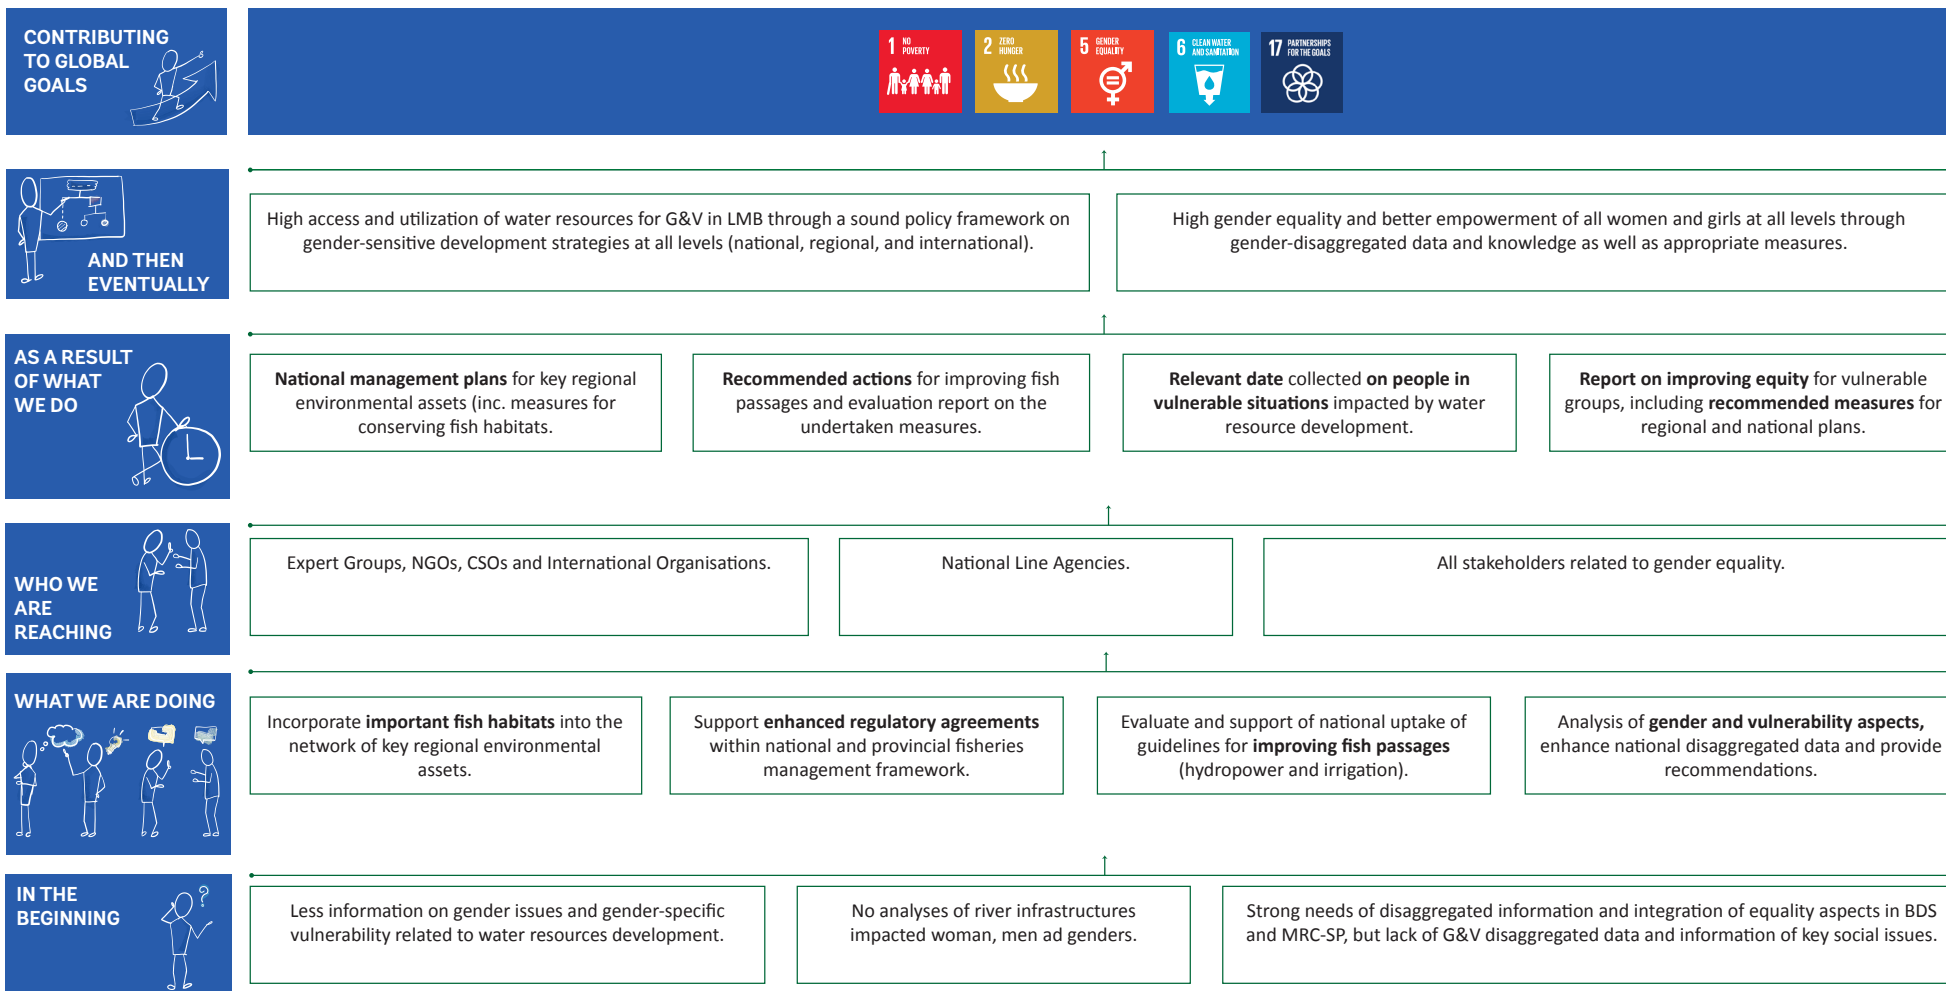 CONTRIBUTING
TO GLOBAL
GOALS
1 NO
POVERTY
2 ZERO
HUNGER
5 GENDER
EQUALITY
6 CLEAN WATER
AND SANITATION
17 PARTNERSHIPS
FOR THE GOALS
AND THEN
EVENTUALLY
High access and utilization of water resources for G&V in LMB through a sound policy framework on
gender-sensitive development strategies at all levels (national, regional, and international).
High gender equality and better empowerment of all women and girls at all levels through
gender-disaggregated data and knowledge as well as appropriate measures.
AS A RESULT
OF WHAT
WE DO
National management plans for key regional
environmental assets (inc. measures for
conserving fish habitats.
Recommended actions for improving fish
passages and evaluation report on the
undertaken measures.
Relevant date collected on people in
vulnerable situations impacted by water
resource development.
Report on improving equity for vulnerable
groups, including recommended measures for
regional and national plans.
WHO WE
ARE
REACHING
Expert Groups, NGOs, CSOs and International Organisations.
National Line Agencies.
All stakeholders related to gender equality.
WHAT WE ARE DOING
Incorporate important fish habitats into the
network of key regional environmental
assets.
Support enhanced regulatory agreements
within national and provincial fisheries
management framework.
Evaluate and support of national uptake of
guidelines for improving fish passages
(hydropower and irrigation).
Analysis of gender and vulnerability aspects,
enhance national disaggregated data and provide
recommendations.
IN THE
BEGINNING
?
Less information on gender issues and gender-specific
vulnerability related to water resources development.
No analyses of river infrastructures
impacted woman, men ad genders.
Strong needs of disaggregated information and integration of equality aspects in BDS
and MRC-SP, but lack of G&V disaggregated data and information of key social issues.